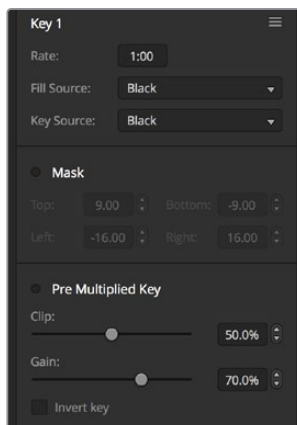 Key 1
Rate: 1:00
Fill Source: Black
Key Source: Black
Mask
Top: 9.00 Bottom: -9.00
Left: -16.00 Right: 16.00
Pre Multiplied Key
Clip:
50.0%
Gain:
70.0%
Invert key